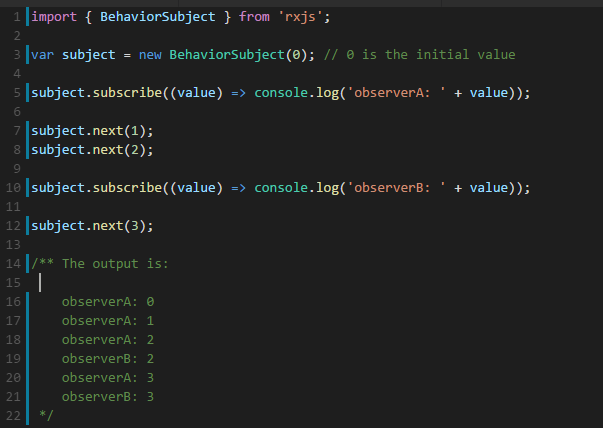 1 import { BehaviorSubject } from 'rxjs';
2
3 var subject = new BehaviorSubject(0); // 0 is the initial value
4
5 subject.subscribe((value) => console.log('observerA: ' + value));
6
7 subject.next(1);
8 subject.next(2);
9
10 subject.subscribe((value) => console.log('observerB: ' + value));
11
12 subject.next(3);
13
14 /** The output is:
15
16     observerA: 0
17     observerA: 1
18     observerA: 2
19     observerB: 2
20     observerA: 3
21     observerB: 3
22  */